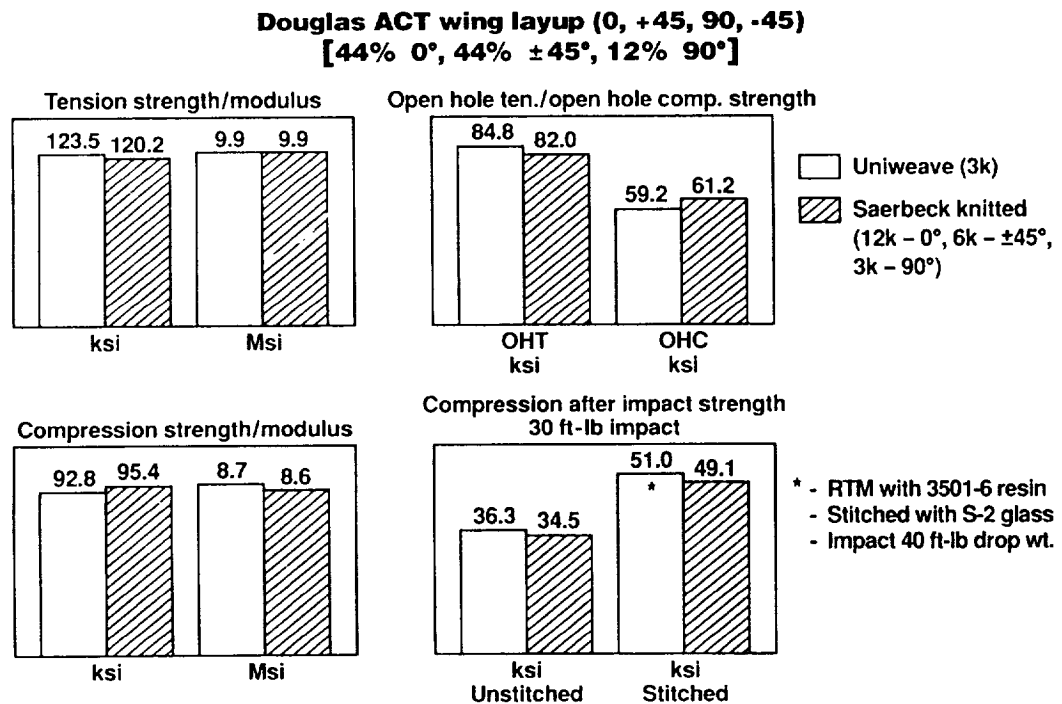 Douglas ACT wing layup (0, +45, 90, -45)
[44% 0°, 44% ±45°, 12% 90°]
Tension strength/modulus
123.5 120.2 9.9 9.9
ksi Msi
Open hole ten./open hole comp. strength
84.8 82.0 59.2 61.2
OHT OHC
ksi ksi
Uniweave (3k)
Saerbeck knitted
(12k – 0°, 6k – ±45°,
3k – 90°)
Compression strength/modulus
92.8 95.4 8.7 8.6
ksi Msi
Compression after impact strength
30 ft-lb impact
36.3 34.5 51.0 49.1
*
ksi ksi
Unstitched Stitched
* - RTM with 3501-6 resin
- Stitched with S-2 glass
- Impact 40 ft-lb drop wt.